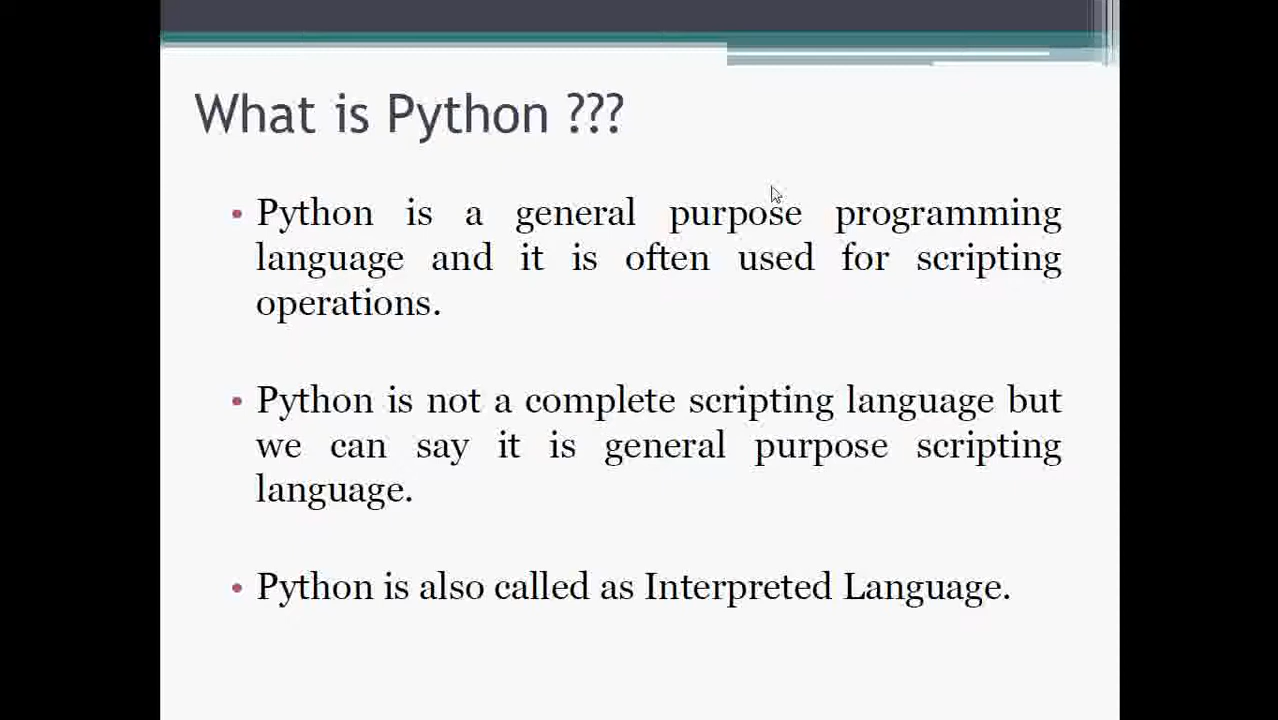 What is Python ???
• Python is a general purpose programming
language and it is often used for scripting
operations.
• Python is not a complete scripting language but
we can say it is general purpose scripting
language.
• Python is also called as Interpreted Language.